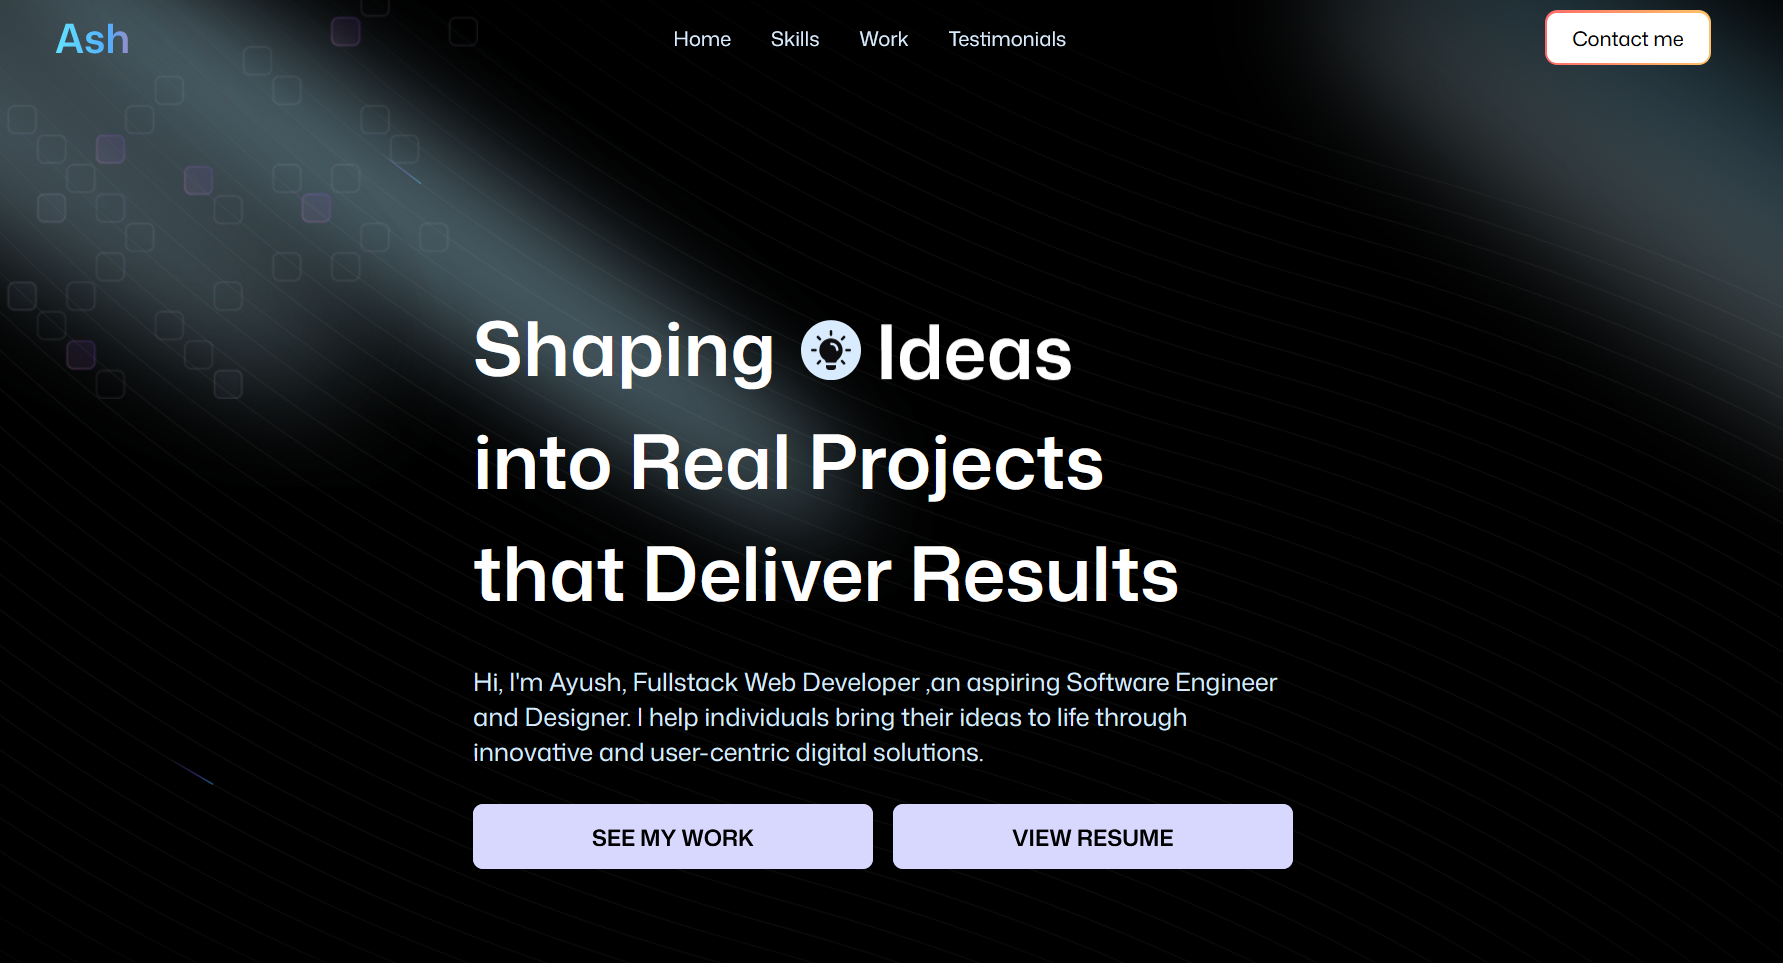 Ash
Home Skills Work Testimonials
Contact me
Shaping Ideas
into Real Projects
that Deliver Results
Hi, I'm Ayush, Fullstack Web Developer ,an aspiring Software Engineer
and Designer. I help individuals bring their ideas to life through
innovative and user-centric digital solutions.
SEE MY WORK
VIEW RESUME